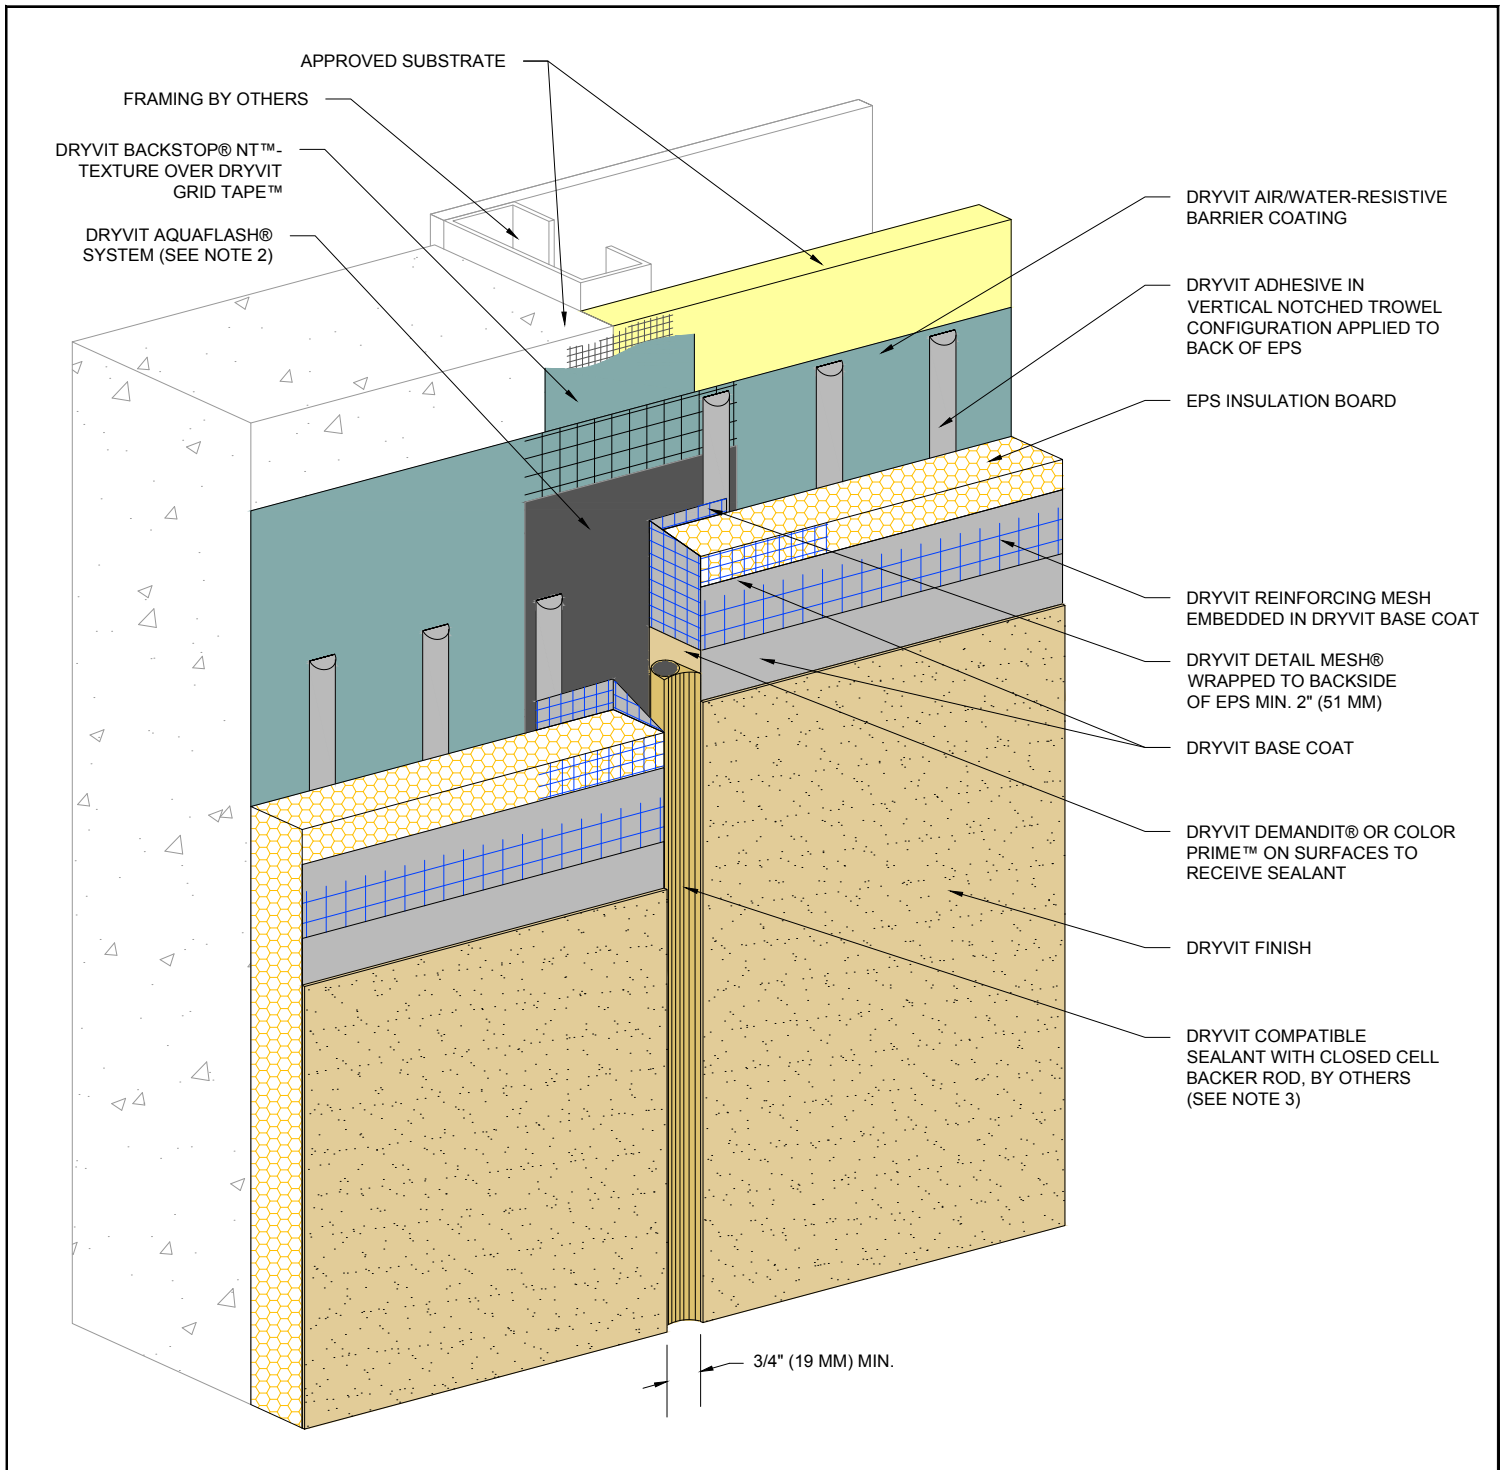 APPROVED SUBSTRATE
FRAMING BY OTHERS
DRYVIT BACKSTOP® NT™-
TEXTURE OVER DRYVIT
GRID TAPE™
DRYVIT AQUAFLASH®
SYSTEM (SEE NOTE 2)
DRYVIT AIR/WATER-RESISTIVE
BARRIER COATING
DRYVIT ADHESIVE IN
VERTICAL NOTCHED TROWEL
CONFIGURATION APPLIED TO
BACK OF EPS
EPS INSULATION BOARD
DRYVIT REINFORCING MESH
EMBEDDED IN DRYVIT BASE COAT
DRYVIT DETAIL MESH®
WRAPPED TO BACKSIDE
OF EPS MIN. 2" (51 MM)
DRYVIT BASE COAT
DRYVIT DEMANDIT® OR COLOR
PRIME™ ON SURFACES TO
RECEIVE SEALANT
DRYVIT FINISH
DRYVIT COMPATIBLE
SEALANT WITH CLOSED CELL
BACKER ROD, BY OTHERS
(SEE NOTE 3)
3/4" (19 MM) MIN.